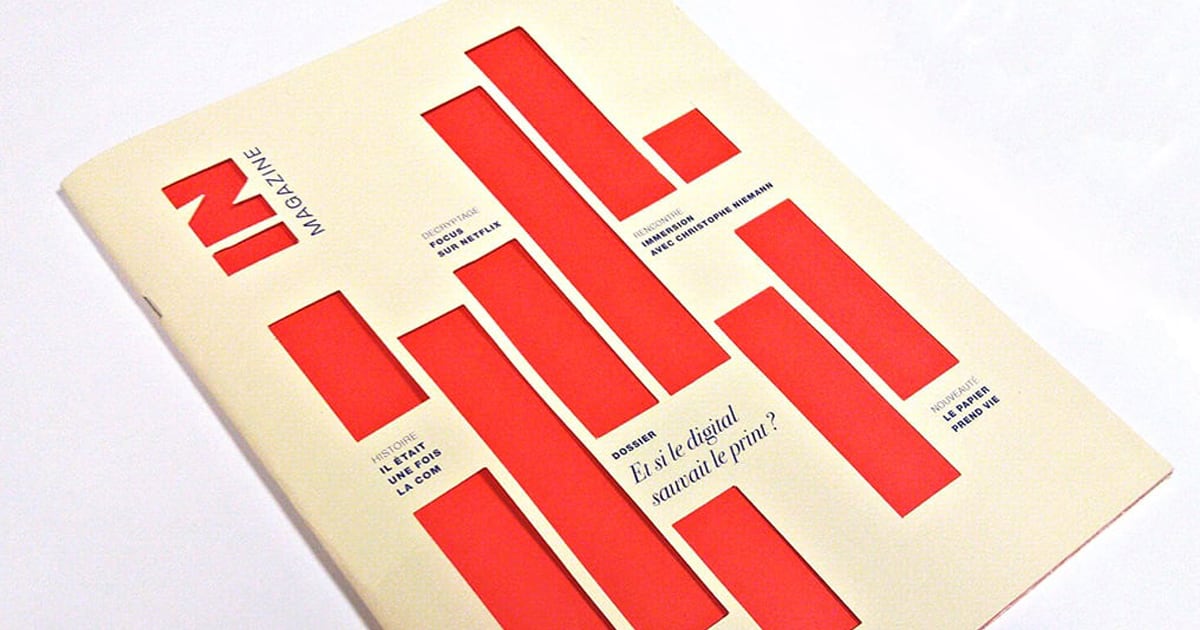 IN
MAGAZINE
DÉCRYPTAGE
FOCUS
SUR NETFLIX
RENCONTRE
IMMERSION
AVEC CHRISTOPHE NIEMANN
HISTOIRE
IL ÉTAIT
UNE FOIS
LA COM
DOSSIER
Et si le digital
sauvait le print ?
NOUVEAUTÉ
LE PAPIER
PREND VIE